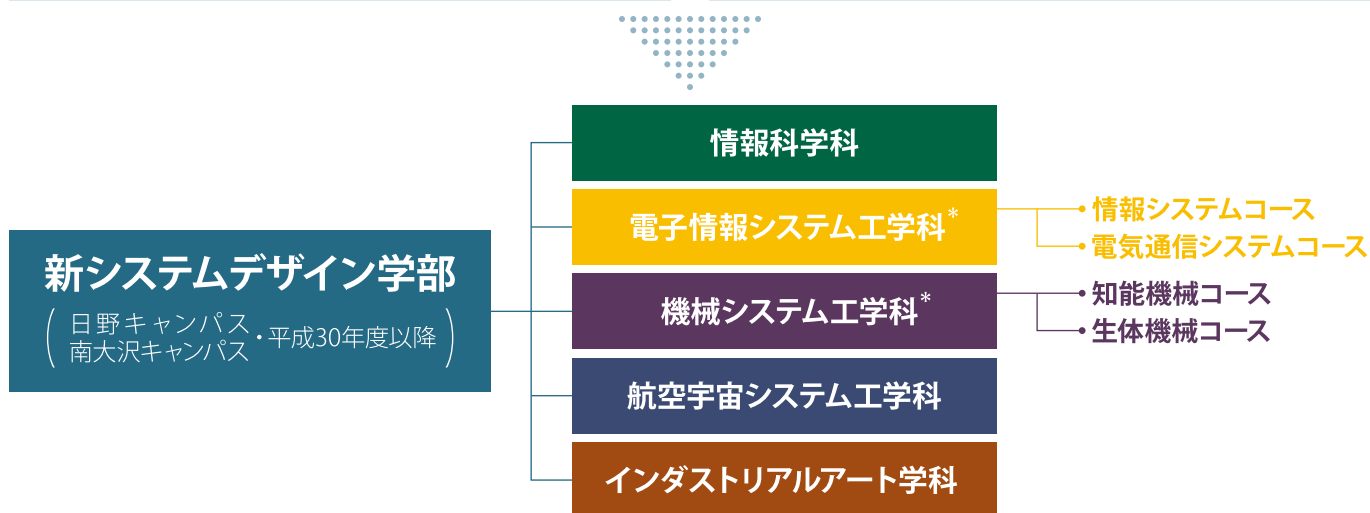 新システムデザイン学部
日野キャンパス
南大沢キャンパス
・平成30年度以降
情報科学科
電子情報システム工学科*
情報システムコース
電気通信システムコース
機械システム工学科*
知能機械コース
生体機械コース
航空宇宙システム工学科
インダストリアルアート学科